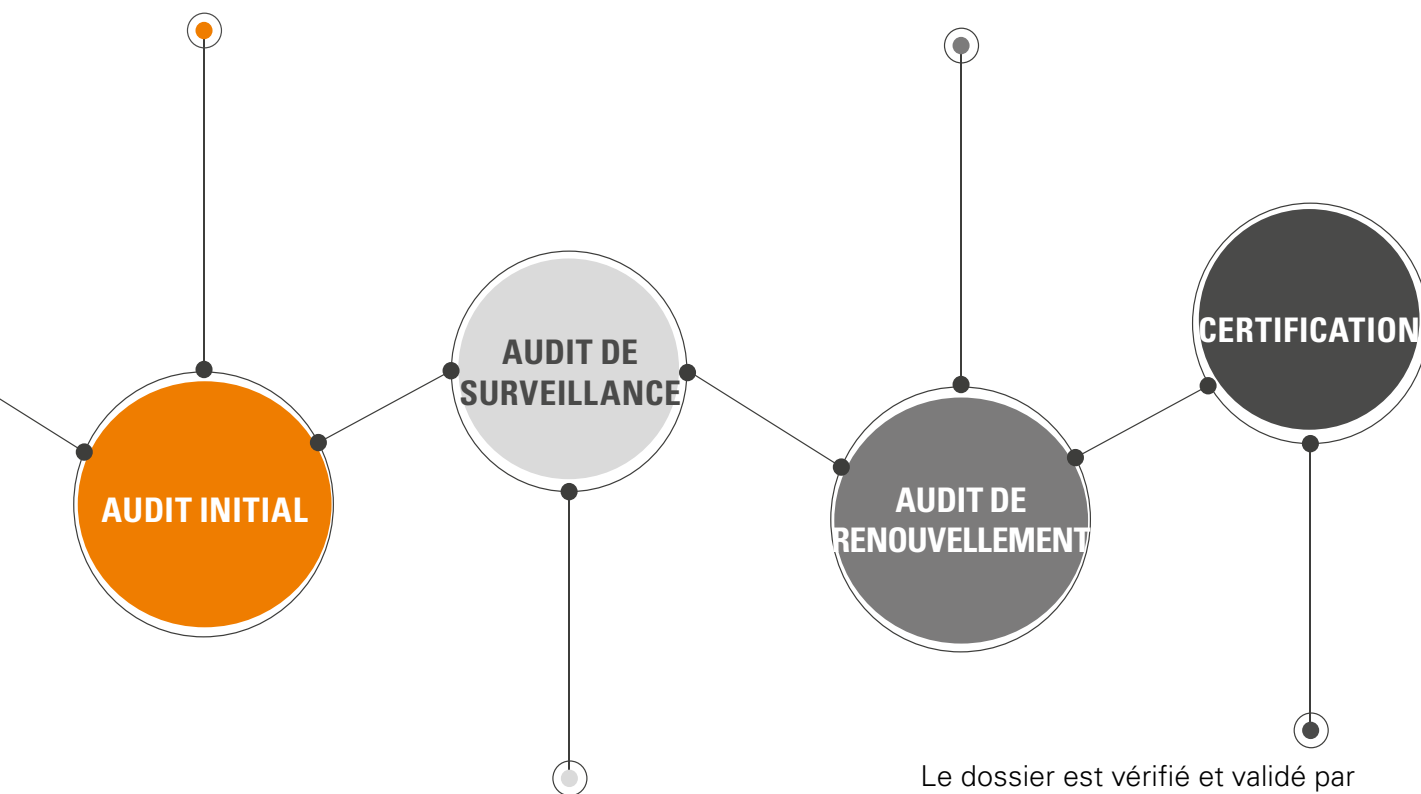 AUDIT INITIAL
AUDIT DE
SURVEILLANCE
AUDIT DE
RENOUVELLEMENT
CERTIFICATION
Le dossier est vérifié et validé par